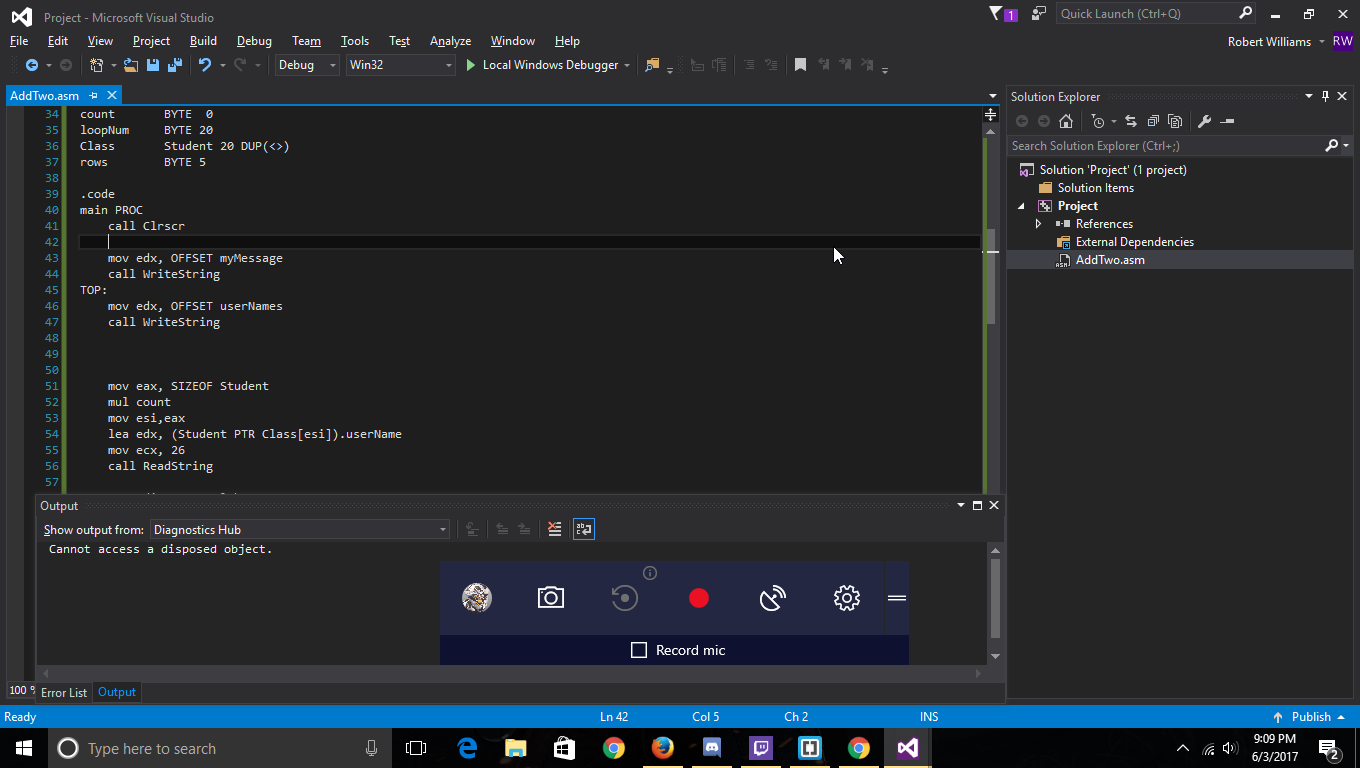 Project - Microsoft Visual Studio
1
Quick Launch (Ctrl+Q)
File Edit View Project Build Debug Team Tools Test Analyze Window Help
Robert Williams RW
Debug Win32 Local Windows Debugger
AddTwo.asm
34 count BYTE 0
35 loopNum BYTE 20
36 Class Student 20 DUP(<>)
37 rows BYTE 5
38
39 .code
40 main PROC
41 call Clrscr
42
43 mov edx, OFFSET myMessage
44 call WriteString
45 TOP:
46 mov edx, OFFSET userNames
47 call WriteString
48
49
50
51 mov eax, SIZEOF Student
52 mul count
53 mov esi,eax
54 lea edx, (Student PTR Class[esi]).userName
55 mov ecx, 26
56 call ReadString
57
Solution Explorer
Search Solution Explorer (Ctrl+;)
Solution 'Project' (1 project)
Solution Items
Project
References
External Dependencies
AddTwo.asm
Output
Show output from: Diagnostics Hub
Cannot access a disposed object.
Record mic
100 %
Error List Output
Ready Ln 42 Col 5 Ch 2 INS Publish
Type here to search
9:09 PM
6/3/2017
2